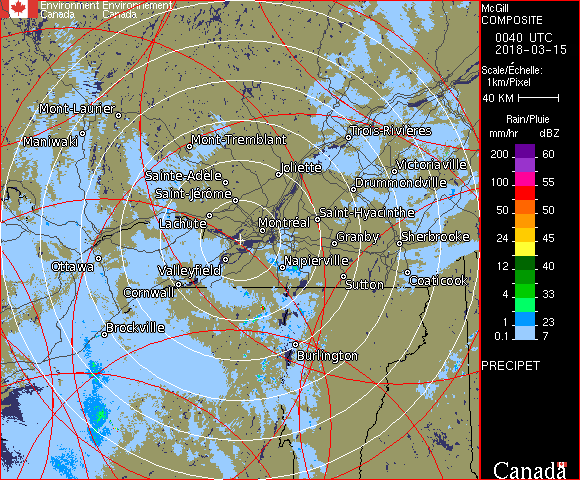 Environment Environnement
Canada Canada
McGill
COMPOSITE
0040 UTC
2018-03-15
Scale/Échelle:
1km/Pixel
40 KM
Rain/Pluie
mm/hr dBZ
200 60
150 55
100 55
50 50
24 45
12 40
4 33
1 23
0.1 7
PRECIPET
Canada
Mont-Laurier
Maniwaki
Mont-Tremblant
Trois-Rivières
Joliette
Victoriaville
Sainte-Adèle
Drummondville
Saint-Jérôme
Saint-Hyacinthe
Lachute
Montréal
Granby
Sherbrooke
Ottawa
Valleyfield
Napierville
Cornwall
Sutton
Coaticook
Brockville
Burlington